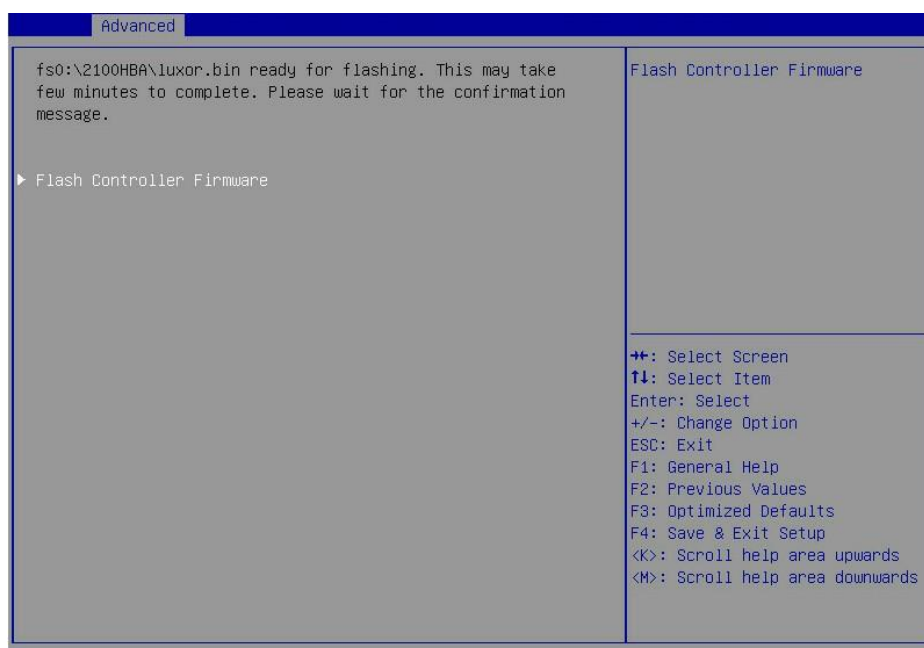 Advanced
fs0:\2100HBA\luxor.bin ready for flashing. This may take
few minutes to complete. Please wait for the confirmation
message.
Flash Controller Firmware
Flash Controller Firmware
→←: Select Screen
↑↓: Select Item
Enter: Select
+/-: Change Option
ESC: Exit
F1: General Help
F2: Previous Values
F3: Optimized Defaults
F4: Save & Exit Setup
<K>: Scroll help area upwards
<M>: Scroll help area downwards